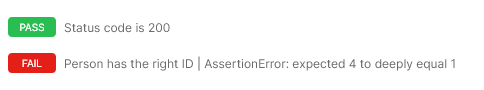 PASS Status code is 200
FAIL Person has the right ID | AssertionError: expected 4 to deeply equal 1